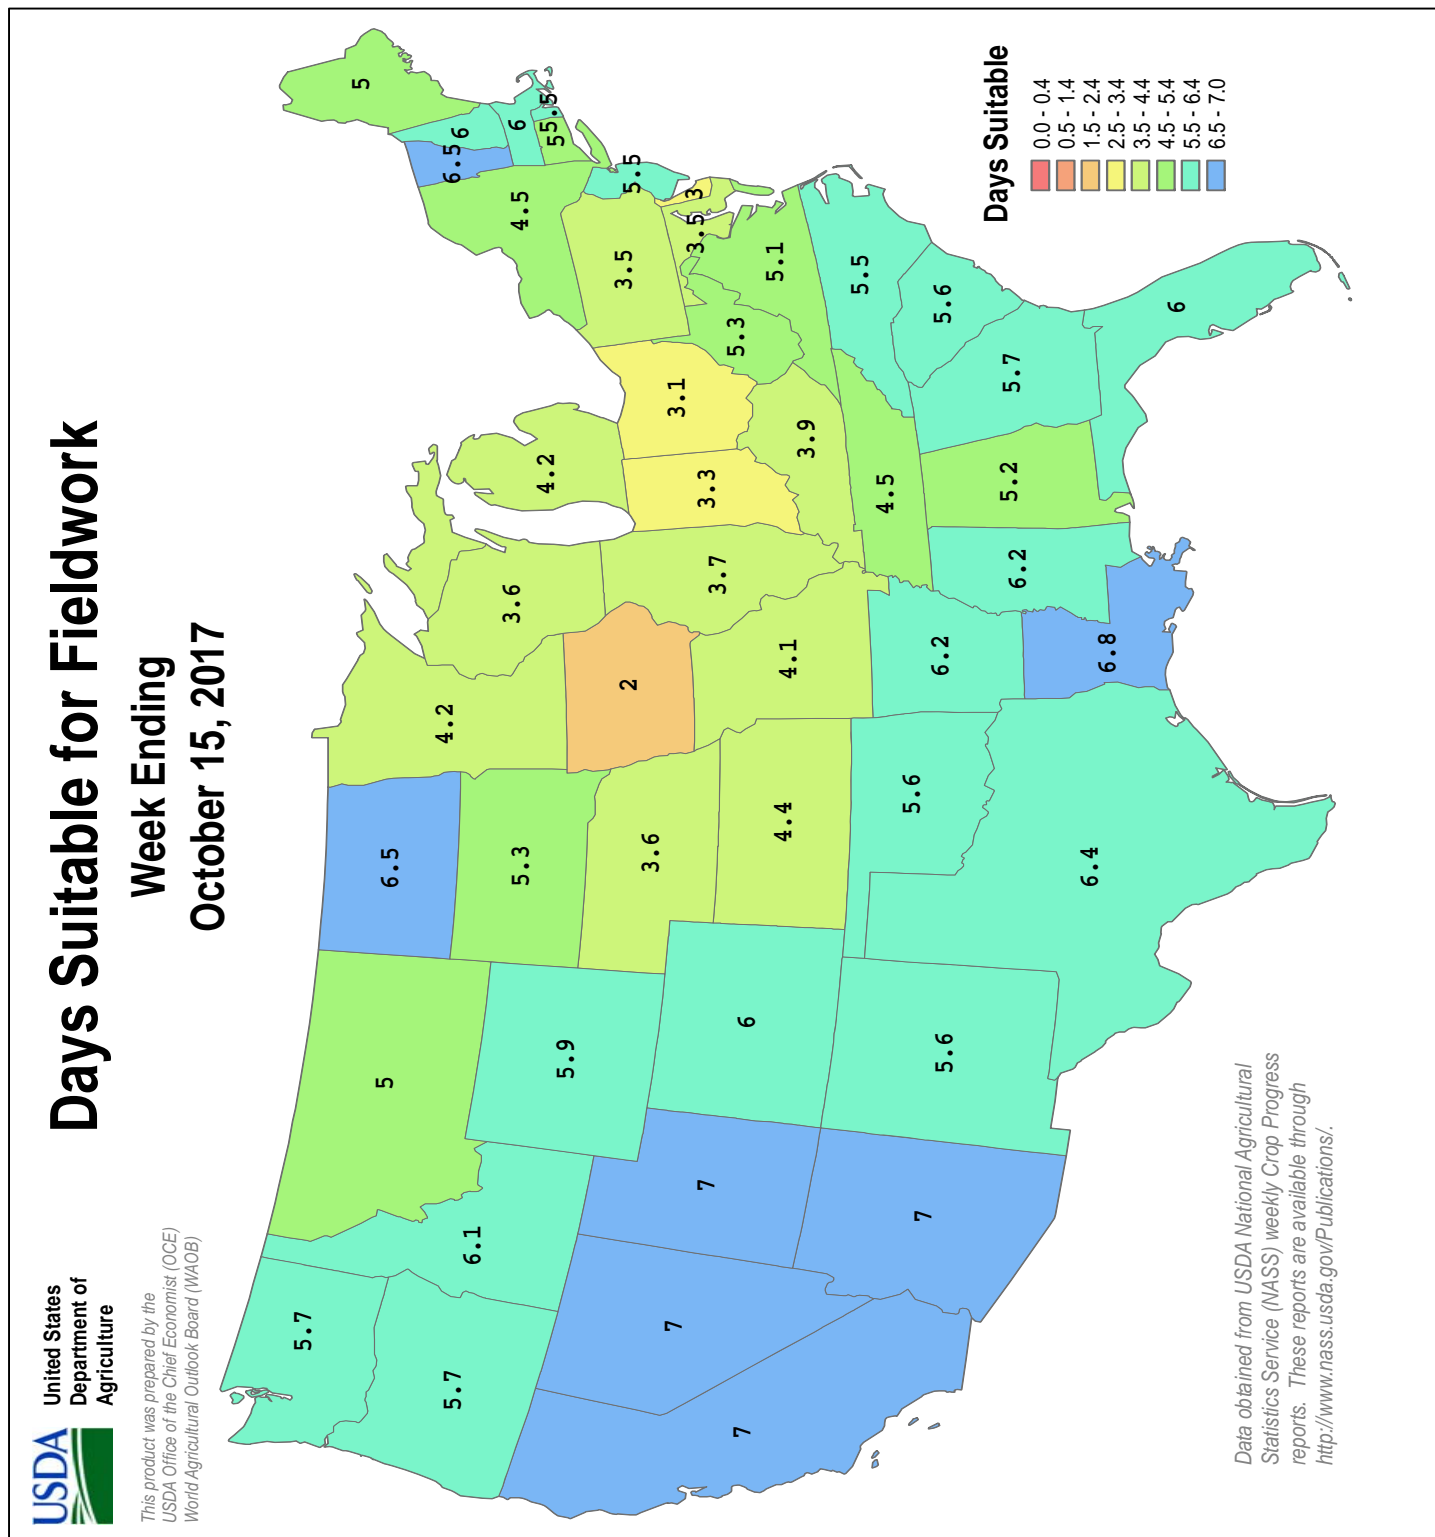 USDA
United States
Department of
Agriculture
Days Suitable for Fieldwork
Week Ending
October 15, 2017
This product was prepared by the
USDA Office of the Chief Economist (OCE)
World Agricultural Outlook Board (WAOB)
5.7
5.7
6.1
5
6.5
5.3
5.9
3.6
4.2
2
3.6
4.2
7
7
7
7
6
5.6
4.4
5.6
6.4
4.1
6.2
6.8
3.7
3.3
3.1
3.9
4.5
6.2
5.2
5.7
5.6
5.5
6
5.3
5.1
3.5
3
3.5
5.5
4.5
6.5
6
5
6
5
5.5
Days Suitable
0.0 - 0.4
0.5 - 1.4
1.5 - 2.4
2.5 - 3.4
3.5 - 4.4
4.5 - 5.4
5.5 - 6.4
6.5 - 7.0
Data obtained from USDA National Agricultural
Statistics Service (NASS) weekly Crop Progress
reports. These reports are available through
http://www.nass.usda.gov/Publications/.